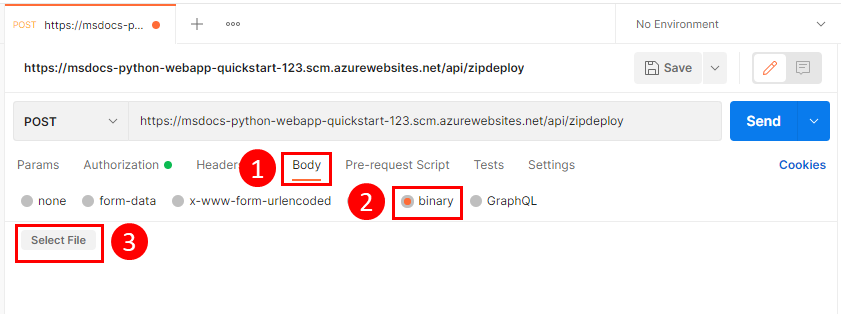 POST https://msdocs-p... No Environment
https://msdocs-python-webapp-quickstart-123.scm.azurewebsites.net/api/zipdeploy Save
POST https://msdocs-python-webapp-quickstart-123.scm.azurewebsites.net/api/zipdeploy Send
Params Authorization Headers 1 Body Pre-request Script Tests Settings Cookies
none form-data x-www-form-urlencoded 2 binary GraphQL
Select File 3